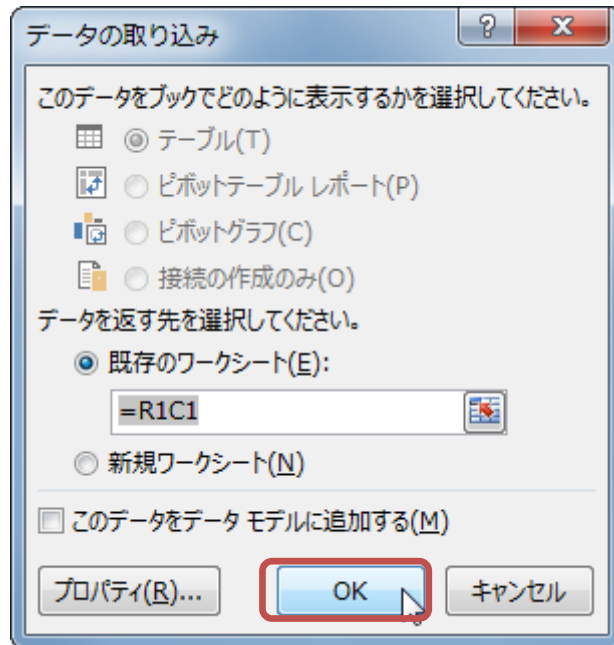 データの取り込み
このデータをブックでどのように表示するかを選択してください。
テーブル(T)
ピボットテーブル レポート(P)
ピボットグラフ(C)
接続の作成のみ(O)
データを返す先を選択してください。
既存のワークシート(E):
=R1C1
新規ワークシート(N)
このデータをデータ モデルに追加する(M)
プロパティ(R)... OK キャンセル